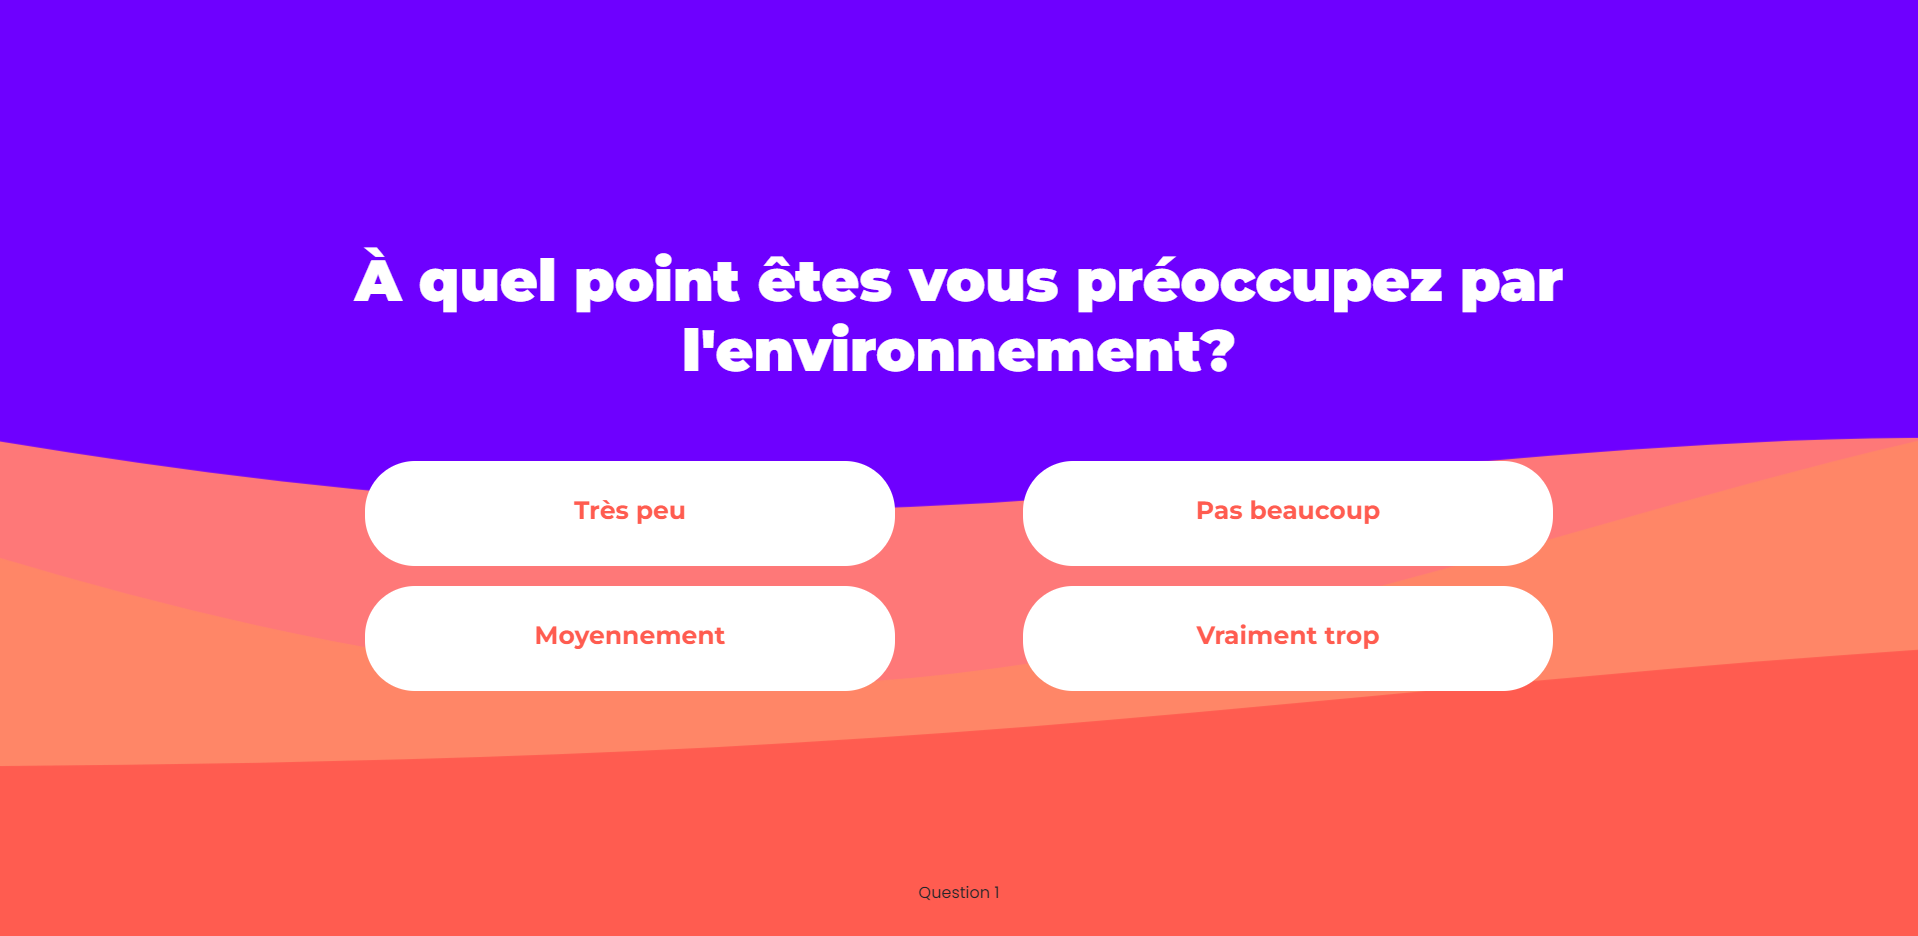 À quel point êtes vous préoccupez par
l'environnement?
Très peu
Pas beaucoup
Moyennement
Vraiment trop
Question 1